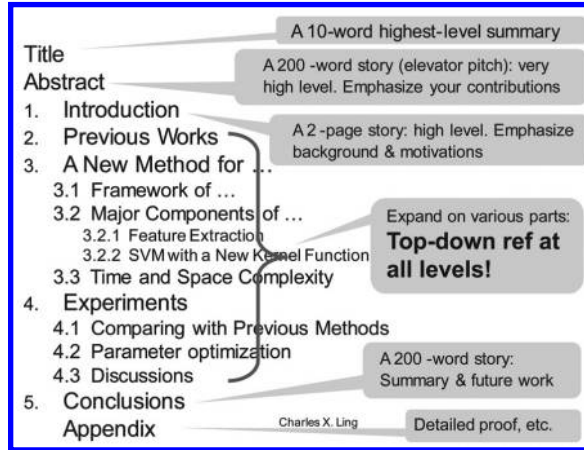 A 10-word highest-level summary
Title
A 200 -word story (elevator pitch): very
high level. Emphasize your contributions
Abstract
1. Introduction
A 2 -page story: high level. Emphasize
background & motivations
2. Previous Works
3. A New Method for ...
3.1 Framework of ...
3.2 Major Components of ...
3.2.1 Feature Extraction
3.2.2 SVM with a New Kernel Function
3.3 Time and Space Complexity
Expand on various parts:
Top-down ref at
all levels!
4. Experiments
4.1 Comparing with Previous Methods
4.2 Parameter optimization
4.3 Discussions
A 200 -word story:
Summary & future work
5. Conclusions
Appendix
Charles X. Ling
Detailed proof, etc.